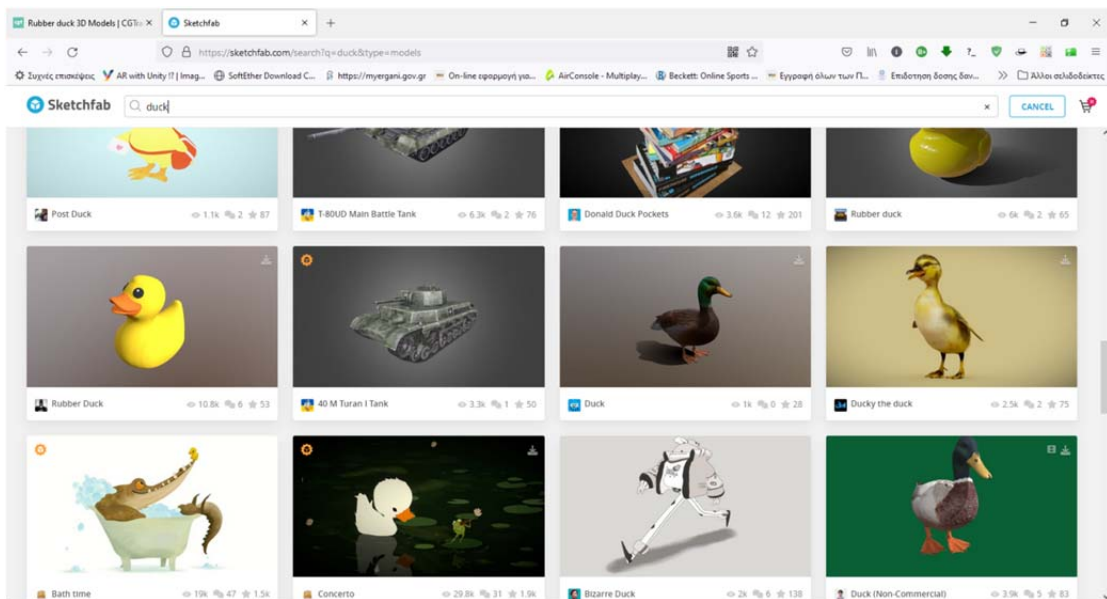 Rubber duck 3D Models | CGTr
Sketchfab
https://sketchfab.com/search?q=duck&type=models
Συχνές επισκέψεις
AR with Unity !? | Imag...
SoftEther Download C...
https://myergani.gov.gr
On-line εφαρμογή για...
AirConsole - Multiplay...
Beckett: Online Sports ...
Εγγραφή όλων των Π...
Επιδοτηση δοσης δαν...
Άλλοι σελιδοδείκτες
Sketchfab
duck
CANCEL
Post Duck 1.1k 2 87
T-80UD Main Battle Tank 6.3k 2 76
Donald Duck Pockets 3.6k 12 201
Rubber duck 6k 2 65
Rubber Duck 10.8k 6 53
40 M Turan I Tank 3.3k 1 50
Duck 1k 0 28
Ducky the duck 2.5k 2 75
Bath time 19k 47 1.5k
Concerto 29.8k 31 1.9k
Bizarre Duck 2k 6 138
Duck (Non-Commercial) 3.9k 5 83